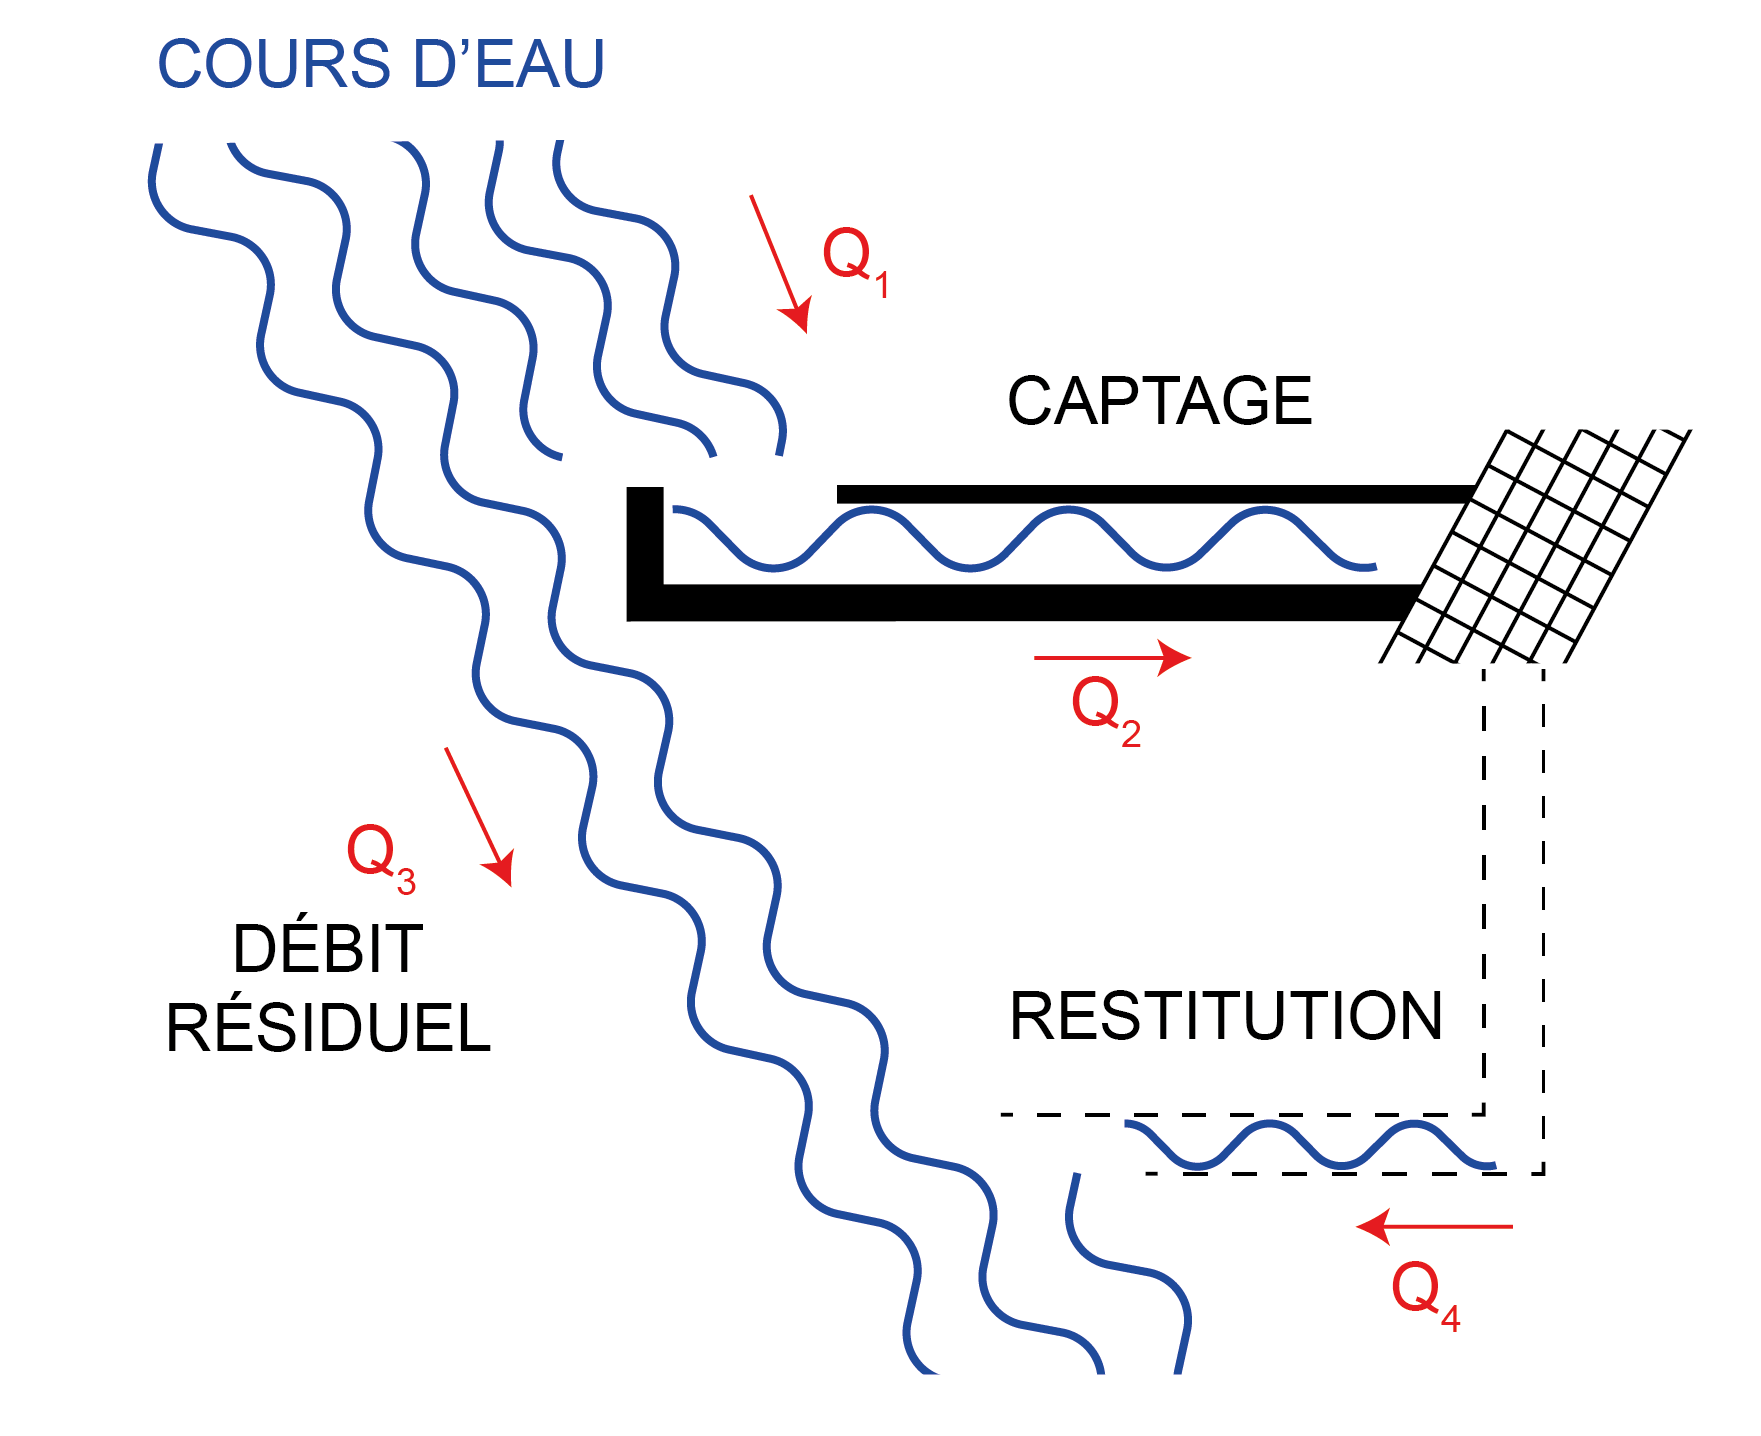 COURS D’EAU
Q1
CAPTAGE
Q2
Q3
DÉBIT
RÉSIDUEL
RESTITUTION
Q4